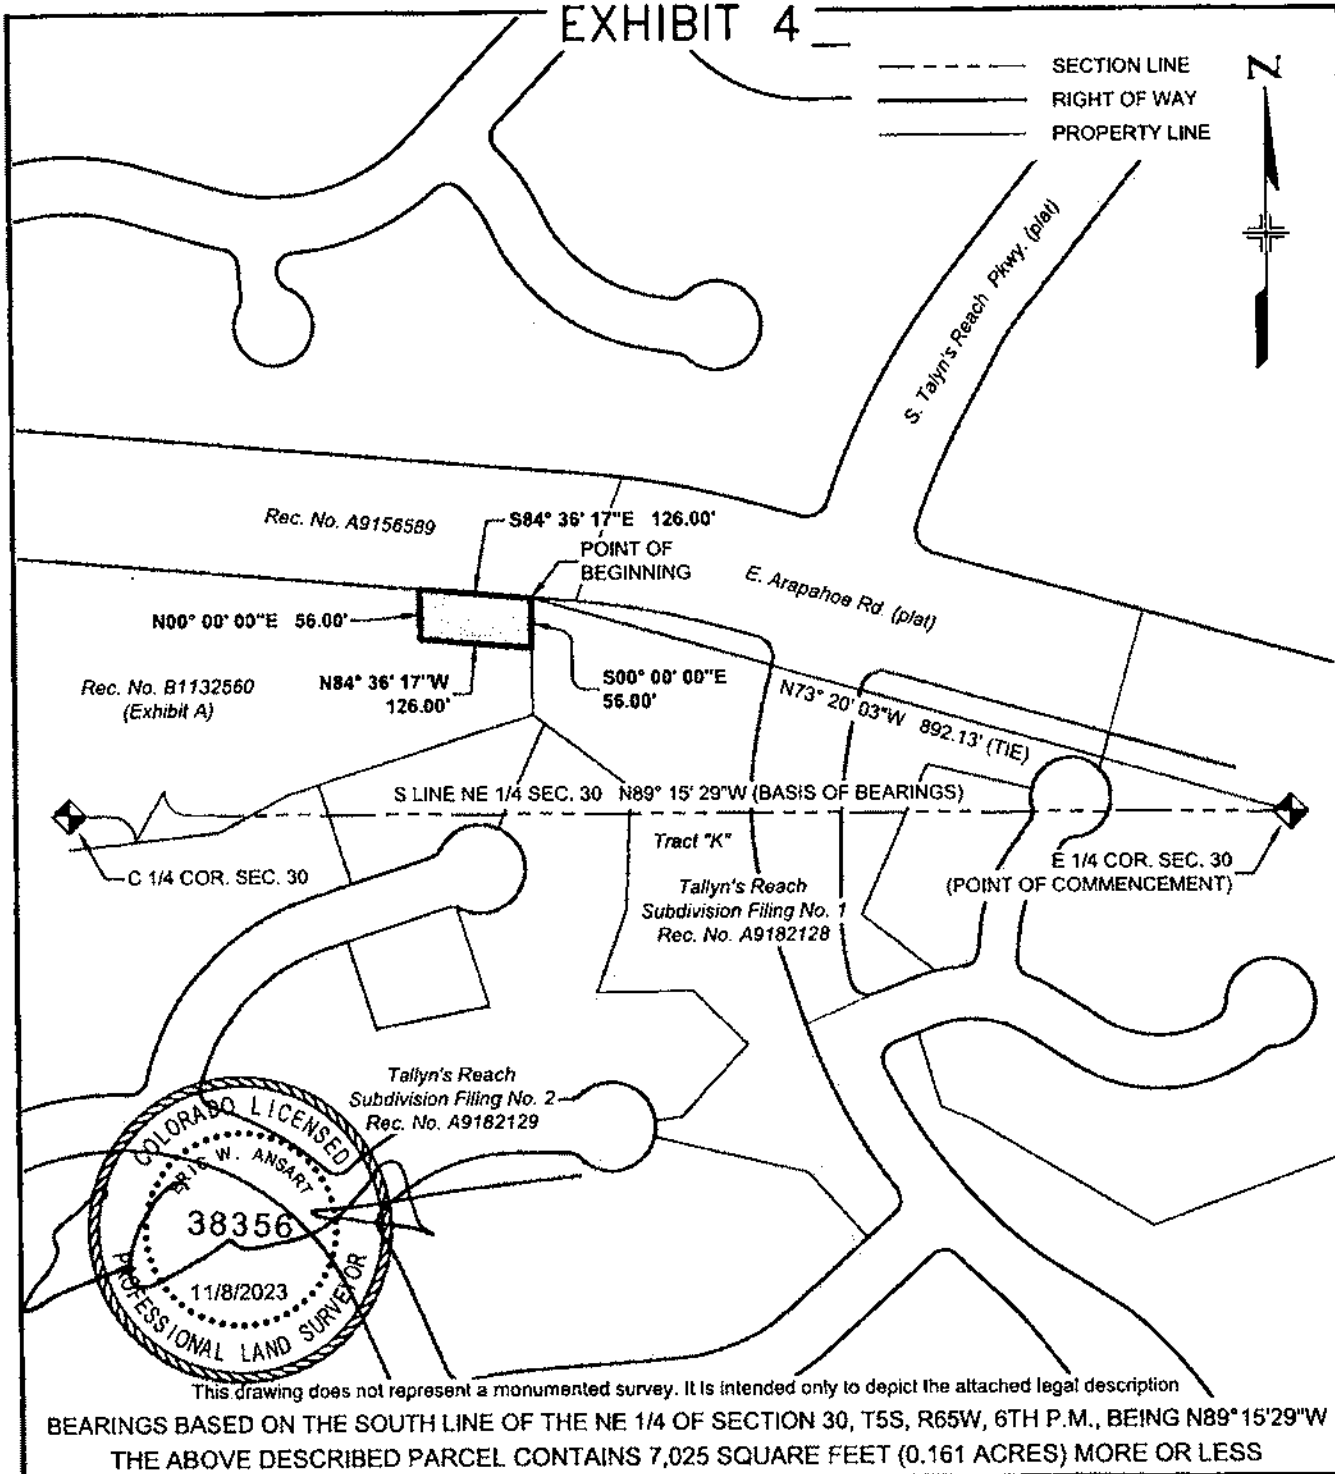 EXHIBIT 4
SECTION LINE
RIGHT OF WAY
PROPERTY LINE
N
S. Talyn's Reach Pkwy. (plat)
Rec. No. A9156589
S84° 36' 17"E 126.00'
POINT OF
BEGINNING
E. Arapahoe Rd. (plat)
N00° 00' 00"E 56.00'
Rec. No. B1132560
(Exhibit A)
N84° 36' 17"W
126.00'
S00° 00' 00"E
56.00'
N73° 20' 03"W 892.13' (TIE)
S LINE NE 1/4 SEC. 30 N89° 15' 29"W (BASIS OF BEARINGS)
C 1/4 COR. SEC. 30
Tract "K"
E 1/4 COR. SEC. 30
(POINT OF COMMENCEMENT)
Tallyn's Reach
Subdivision Filing No. 1
Rec. No. A9182128
Tallyn's Reach
Subdivision Filing No. 2
Rec. No. A9182129
COLORADO LICENSED
ERIC W. ANSART
38356
11/8/2023
PROFESSIONAL LAND SURVEYOR
This drawing does not represent a monumented survey. It is intended only to depict the attached legal description
BEARINGS BASED ON THE SOUTH LINE OF THE NE 1/4 OF SECTION 30, T5S, R65W, 6TH P.M., BEING N89°15'29"W
THE ABOVE DESCRIBED PARCEL CONTAINS 7,025 SQUARE FEET (0.161 ACRES) MORE OR LESS